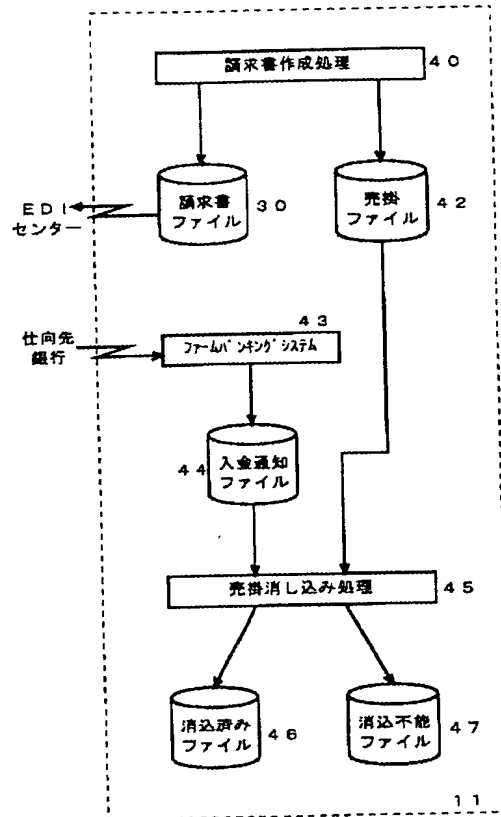 請求書作成処理
40
請求書
ファイル
30
売掛
ファイル
42
EDI
センター
43
仕向先
銀行
ファームバンキングシステム
44
入金通知
ファイル
売掛消し込み処理
45
消込済み
ファイル
46
消込不能
ファイル
47
11